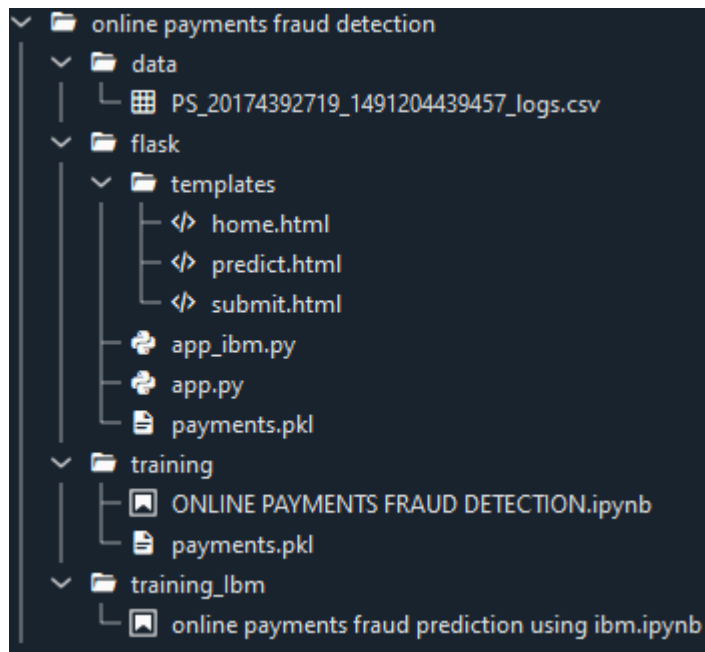 online payments fraud detection
data
PS_20174392719_1491204439457_logs.csv
flask
templates
home.html
predict.html
submit.html
app_ibm.py
app.py
payments.pkl
training
ONLINE PAYMENTS FRAUD DETECTION.ipynb
payments.pkl
training_Ibm
online payments fraud prediction using ibm.ipynb